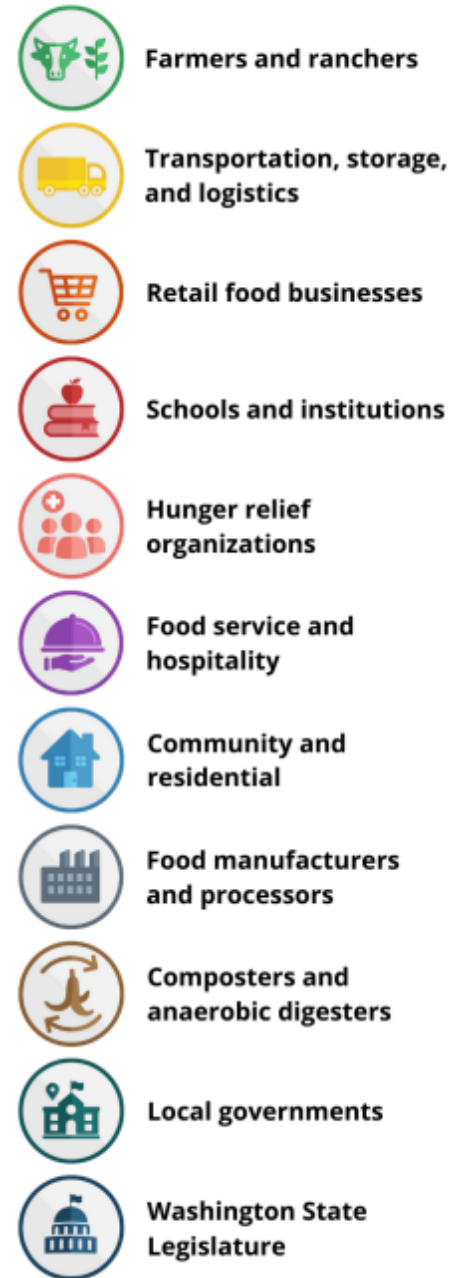 Farmers and ranchers
Transportation, storage,
and logistics
Retail food businesses
Schools and institutions
Hunger relief
organizations
Food service and
hospitality
Community and
residential
Food manufacturers
and processors
Composters and
anaerobic digesters
Local governments
Washington State
Legislature